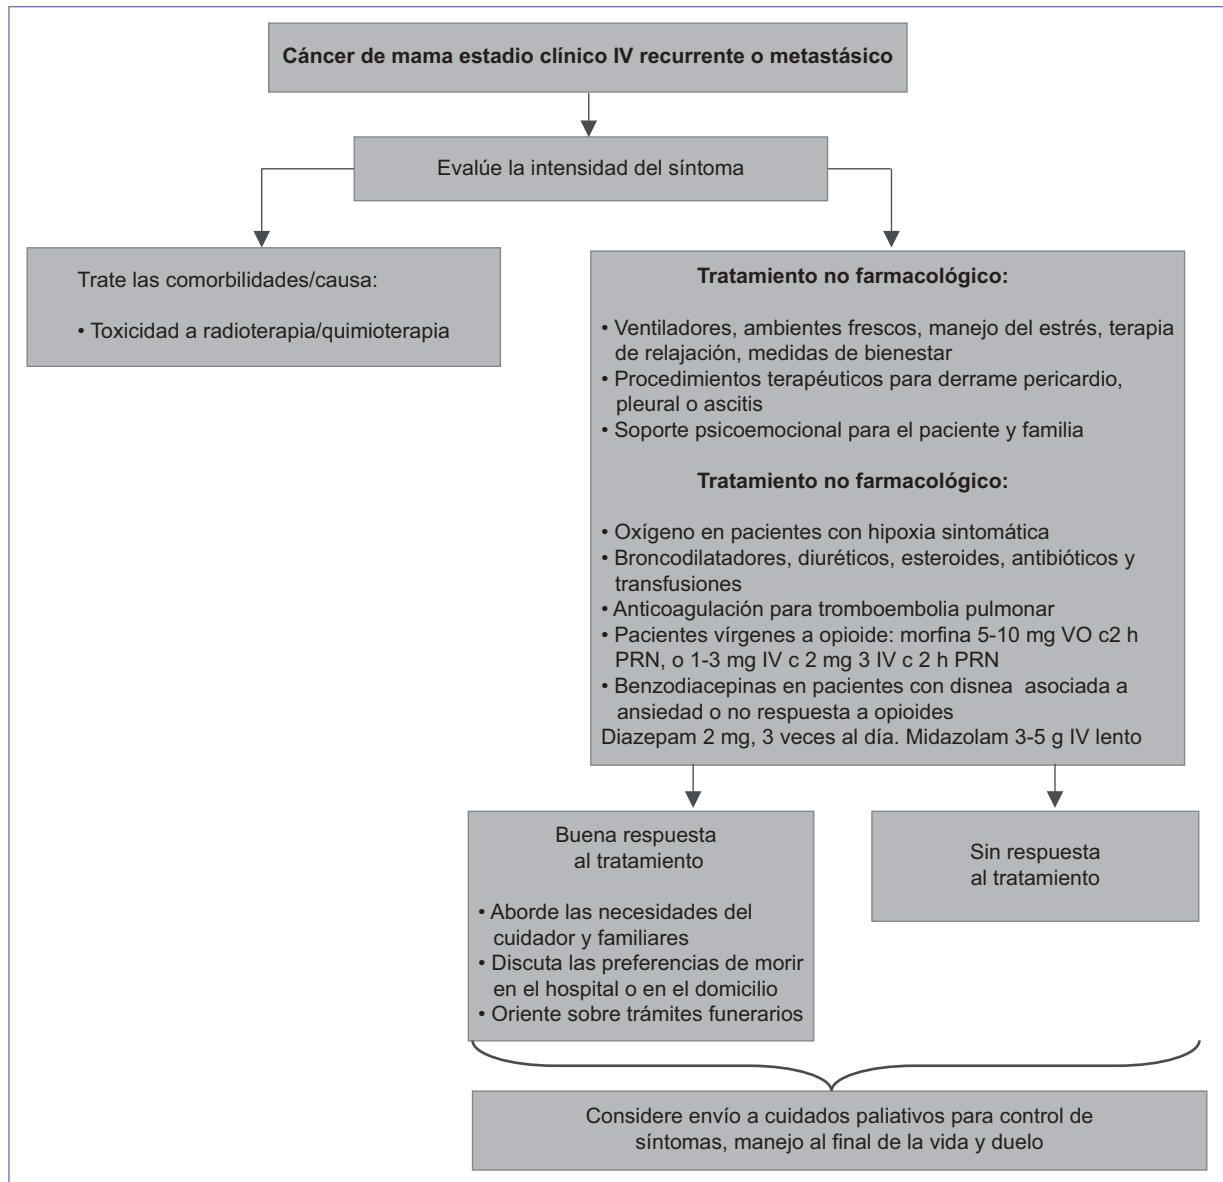 Cáncer de mama estadio clínico IV recurrente o metastásico
Evalúe la intensidad del síntoma
Trate las comorbilidades/causa:
• Toxicidad a radioterapia/quimioterapia
Tratamiento no farmacológico:
• Ventiladores, ambientes frescos, manejo del estrés, terapia
de relajación, medidas de bienestar
• Procedimientos terapéuticos para derrame pericardio,
pleural o ascitis
• Soporte psicoemocional para el paciente y familia
Tratamiento no farmacológico:
• Oxígeno en pacientes con hipoxia sintomática
• Broncodilatadores, diuréticos, esteroides, antibióticos y
transfusiones
• Anticoagulación para tromboembolia pulmonar
• Pacientes vírgenes a opioide: morfina 5-10 mg VO c2 h
PRN, o 1-3 mg IV c 2 mg 3 IV c 2 h PRN
• Benzodiacepinas en pacientes con disnea asociada a
ansiedad o no respuesta a opioides
Diazepam 2 mg, 3 veces al día. Midazolam 3-5 g IV lento
Buena respuesta
al tratamiento
• Aborde las necesidades del
cuidador y familiares
• Discuta las preferencias de morir
en el hospital o en el domicilio
• Oriente sobre trámites funerarios
Sin respuesta
al tratamiento
Considere envío a cuidados paliativos para control de
síntomas, manejo al final de la vida y duelo